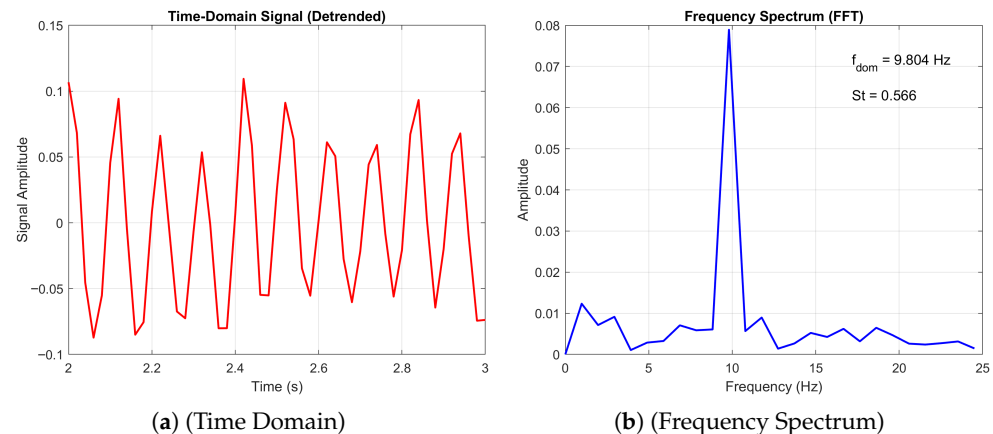 Time-Domain Signal (Detrended)
0.15
0.1
0.05
0
−0.05
−0.1
Signal Amplitude
2
2.2
2.4
2.6
2.8
3
Time (s)
(a) (Time Domain)
Frequency Spectrum (FFT)
0.08
0.07
0.06
0.05
0.04
0.03
0.02
0.01
0
Amplitude
f_dom = 9.804 Hz
St = 0.566
0
5
10
15
20
25
Frequency (Hz)
(b) (Frequency Spectrum)